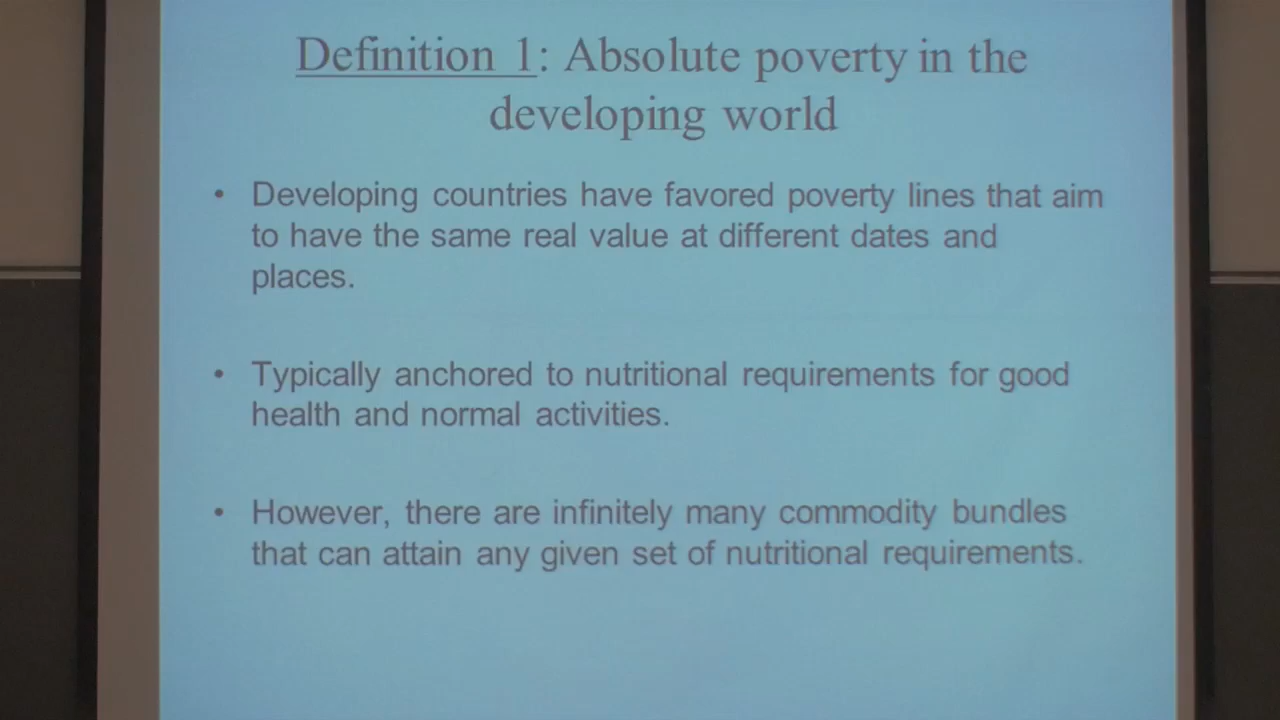 Definition 1: Absolute poverty in the
developing world
• Developing countries have favored poverty lines that aim
to have the same real value at different dates and
places.
• Typically anchored to nutritional requirements for good
health and normal activities.
• However, there are infinitely many commodity bundles
that can attain any given set of nutritional requirements.